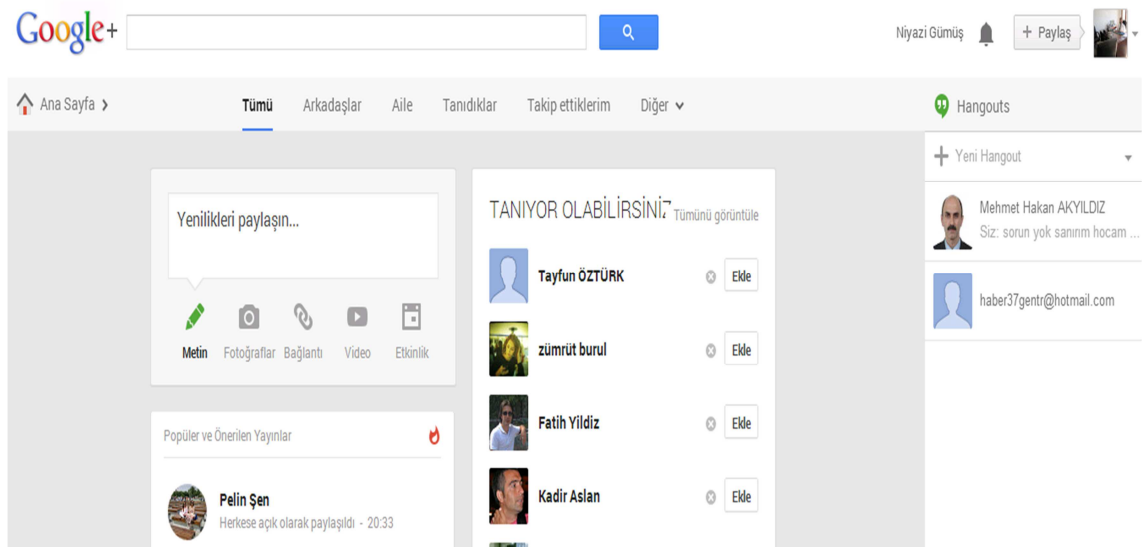 Google+
Niyazi Gümüş
+ Paylaş
Ana Sayfa
Tümü Arkadaşlar Aile Tanıdıklar Takip ettiklerim Diğer
Hangouts
Yenilikleri paylaşın...
Metin Fotoğraflar Bağlantı Video Etkinlik
Popüler ve Önerilen Yayınlar
Pelin Şen
Herkese açık olarak paylaşıldı - 20:33
TANIYOR OLABİLİRSİNİZ Tümünü görüntüle
Tayfun ÖZTÜRK Ekle
zümrüt burul Ekle
Fatih Yildiz Ekle
Kadir Aslan Ekle
Yeni Hangout
Mehmet Hakan AKYILDIZ
Siz: sorun yok sanırım hocam ...
haber37gentr@hotmail.com